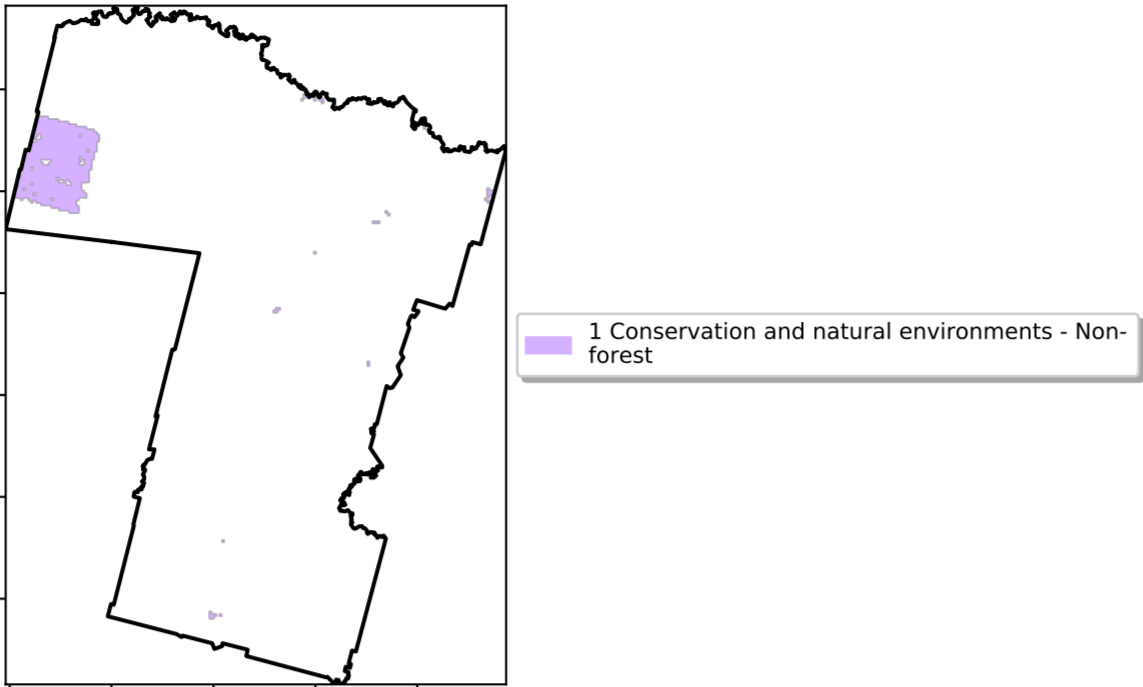 1 Conservation and natural environments - Non-
forest